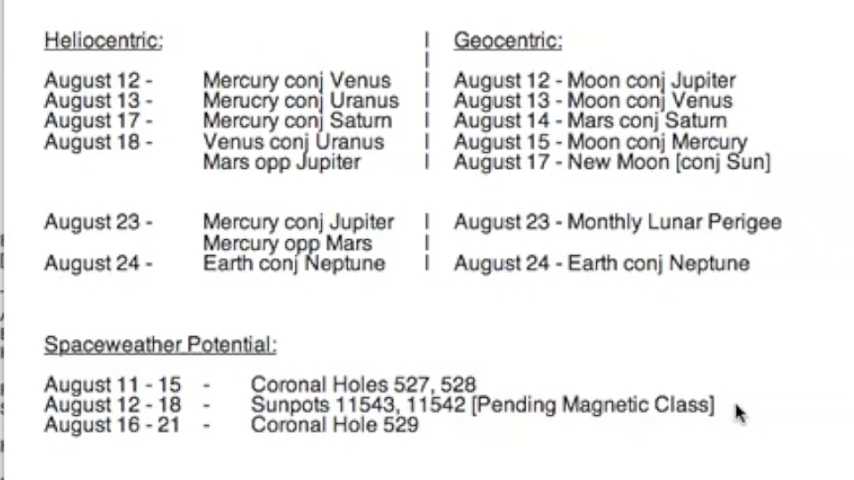 Heliocentric: | Geocentric:
|
August 12 - Mercury conj Venus | August 12 - Moon conj Jupiter
August 13 - Merucry conj Uranus | August 13 - Moon conj Venus
August 17 - Mercury conj Saturn | August 14 - Mars conj Saturn
August 18 - Venus conj Uranus | August 15 - Moon conj Mercury
Mars opp Jupiter | August 17 - New Moon [conj Sun]
August 23 - Mercury conj Jupiter | August 23 - Monthly Lunar Perigee
Mercury opp Mars |
August 24 - Earth conj Neptune | August 24 - Earth conj Neptune
Spaceweather Potential:
August 11 - 15 - Coronal Holes 527, 528
August 12 - 18 - Sunpots 11543, 11542 [Pending Magnetic Class]
August 16 - 21 - Coronal Hole 529